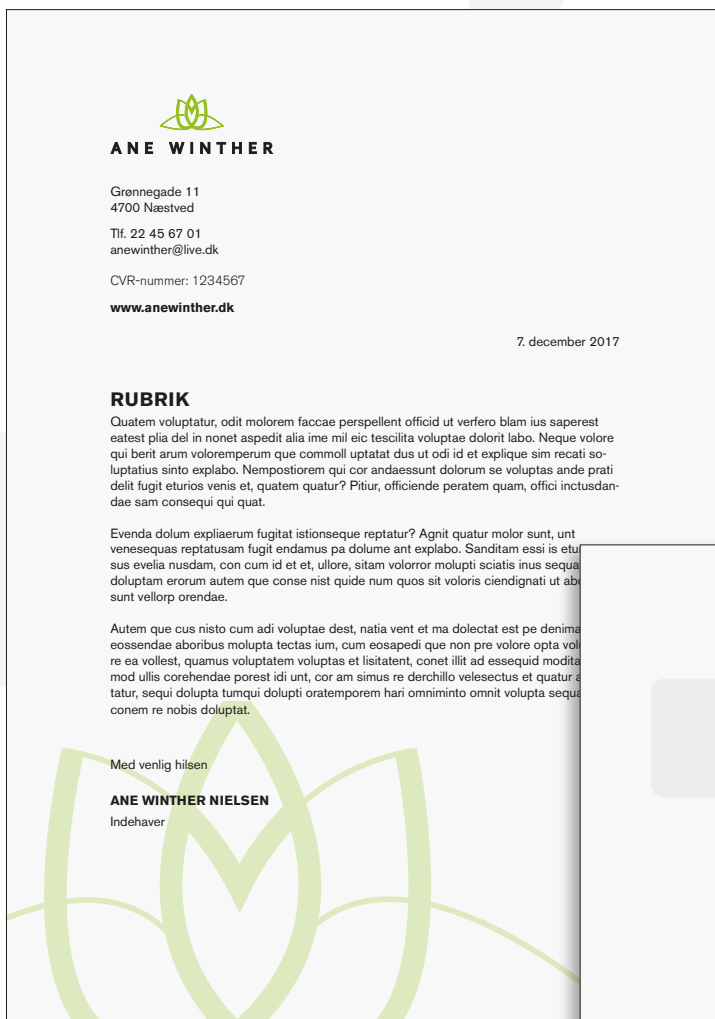 ANE WINTHER
Grønnegade 11
4700 Næstved
Tlf. 22 45 67 01
anewinther@live.dk
CVR-nummer: 1234567
www.anewinther.dk
7. december 2017
RUBRIK
Quatem voluptatur, odit molorem faccae perspellent officid ut verfero blam ius saperest
eatest plia del in nonet aspedit alia ime mil eic tescilita voluptae dolorit labo. Neque volore
qui berit arum voloremperum que commoll uptatat dus ut odi id et explique sim recati so-
luptatius sinto explabo. Nempostiorem qui cor andaessunt dolorum se voluptas ande prati
delit fugit eturios venis et, quatem quatur? Pitiur, officiende peratem quam, offici inctusdan-
dae sam consequi qui quat.
Evenda dolum expliaerum fugitat istionseque reptatur? Agnit quatur molor sunt, unt
venesequas reptatusam fugit endamus pa dolume ant explabo. Sanditam essi is
sus evelia nusdam, con cum id et et, ullore, sitam volorror molupti sciatis inus
doluptam erorum autem que conse nist quide num quos sit voloris ciendignati ut
sunt vellorp orendae.
Autem que cus nisto cum adi voluptae dest, natia vent et ma dolectat est pe
eossendae aboribus molupta tectas ium, cum eosapedi que non pre volore opta
re ea vollest, quamus voluptatem voluptas et lisitatent, conet illit ad essequid
mod ullis corehendae porest idi unt, cor am simus re derchillo velesectus et quatur
tatur, sequi dolupta tumqui dolupti oratemporem hari omniminto omnit volupta
conem re nobis doluptat.
Med venlig hilsen
ANE WINTHER NIELSEN
Indehaver